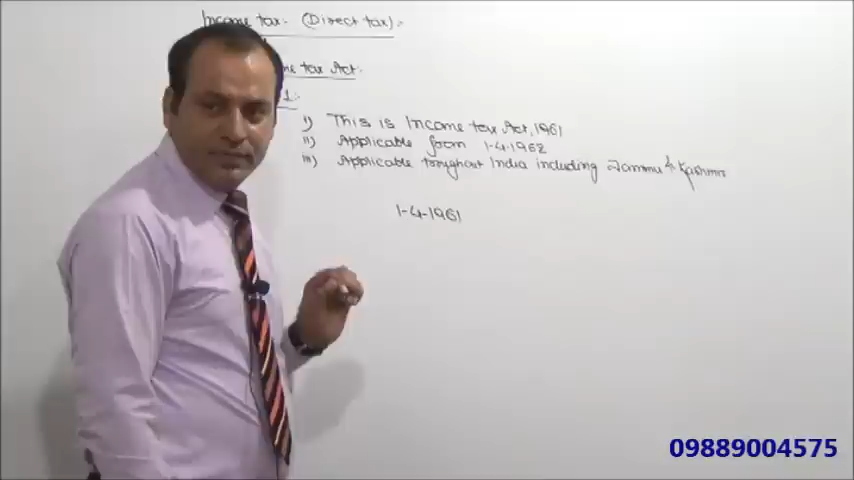 Income tax:- (Direct tax):-
me tax Act:-
1:-
i) This is Income tax Act, 1961
ii) Applicable from 1-4-1962
iii) Applicable Including Jammu & Kashmir India
1-4-1961
09889004575